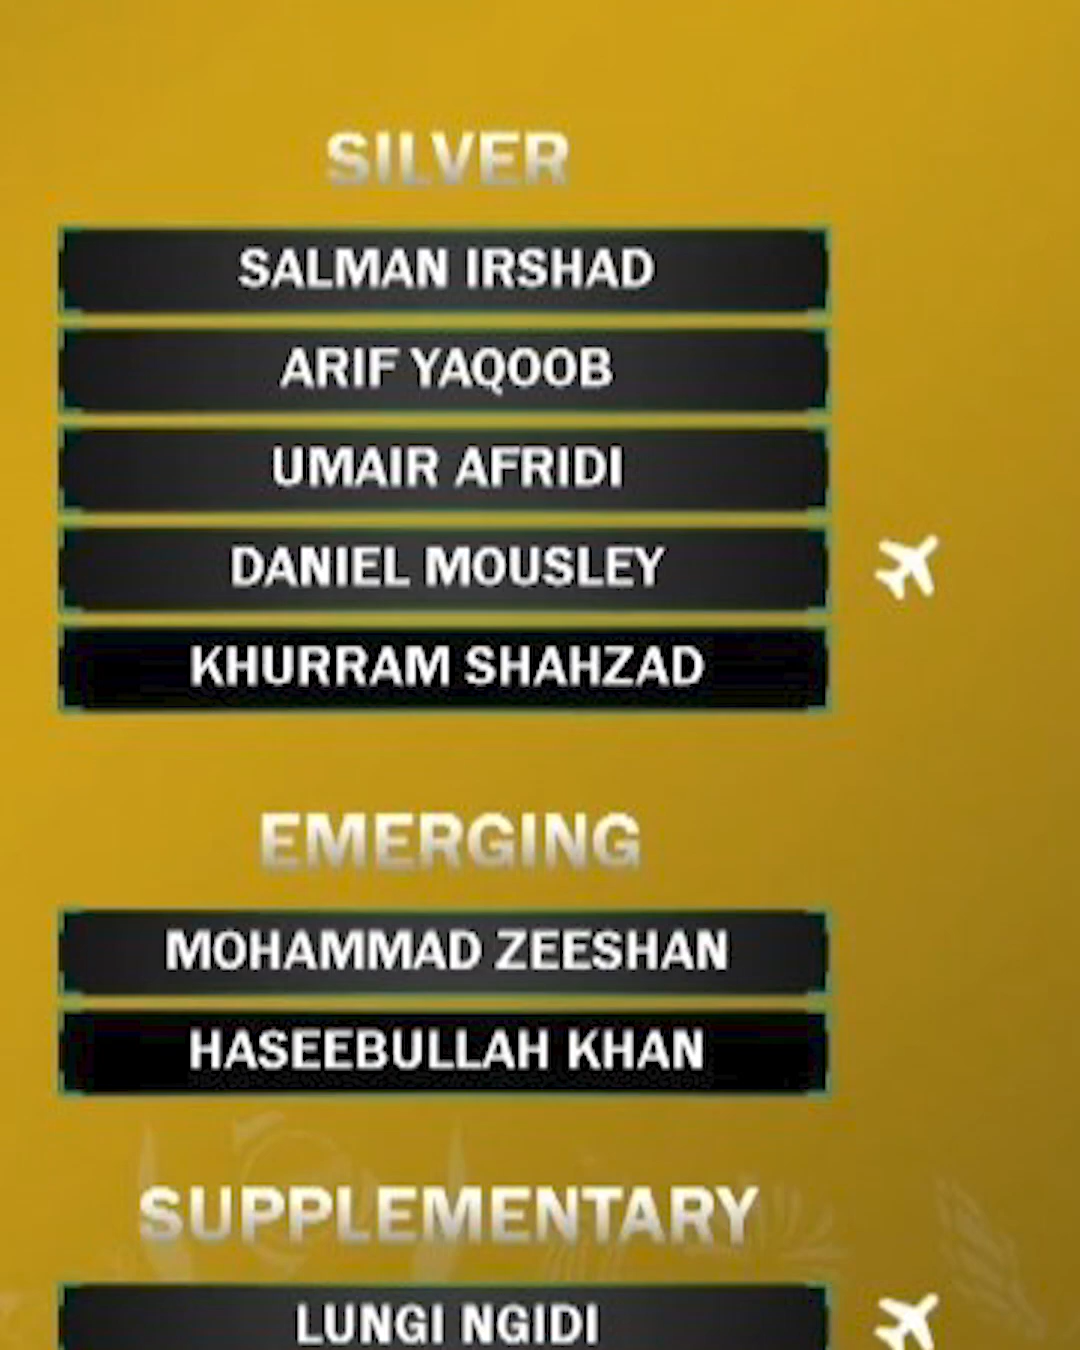 SILVER
SALMAN IRSHAD
ARIF YAQOOB
UMAIR AFRIDI
DANIEL MOUSLEY
KHURRAM SHAHZAD
EMERGING
MOHAMMAD ZEESHAN
HASEEBULLAH KHAN
SUPPLEMENTARY
LUNGI NGIDI